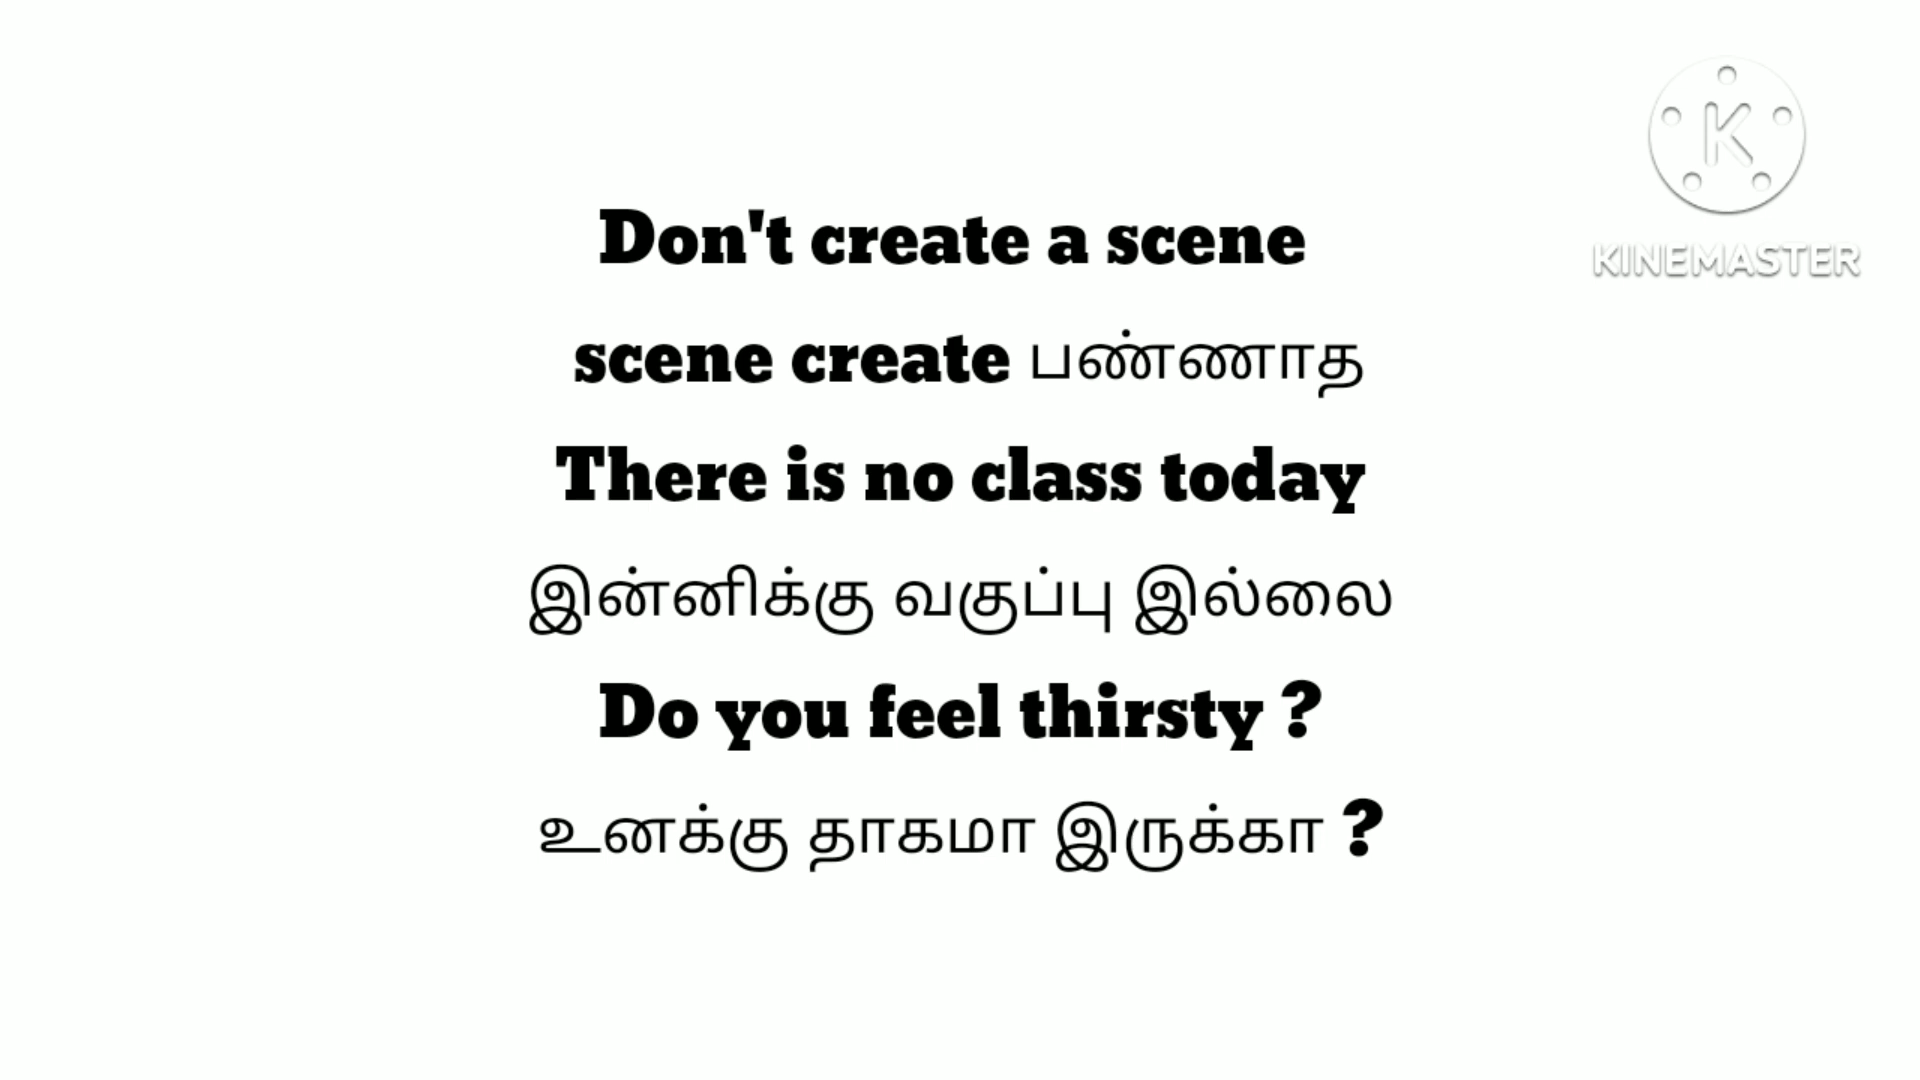 Don't create a scene
scene create பண்ணாத
There is no class today
இன்னிக்கு வகுப்பு இல்லை
Do you feel thirsty ?
உனக்கு தாகமா இருக்கா ?
K
KINEMASTER